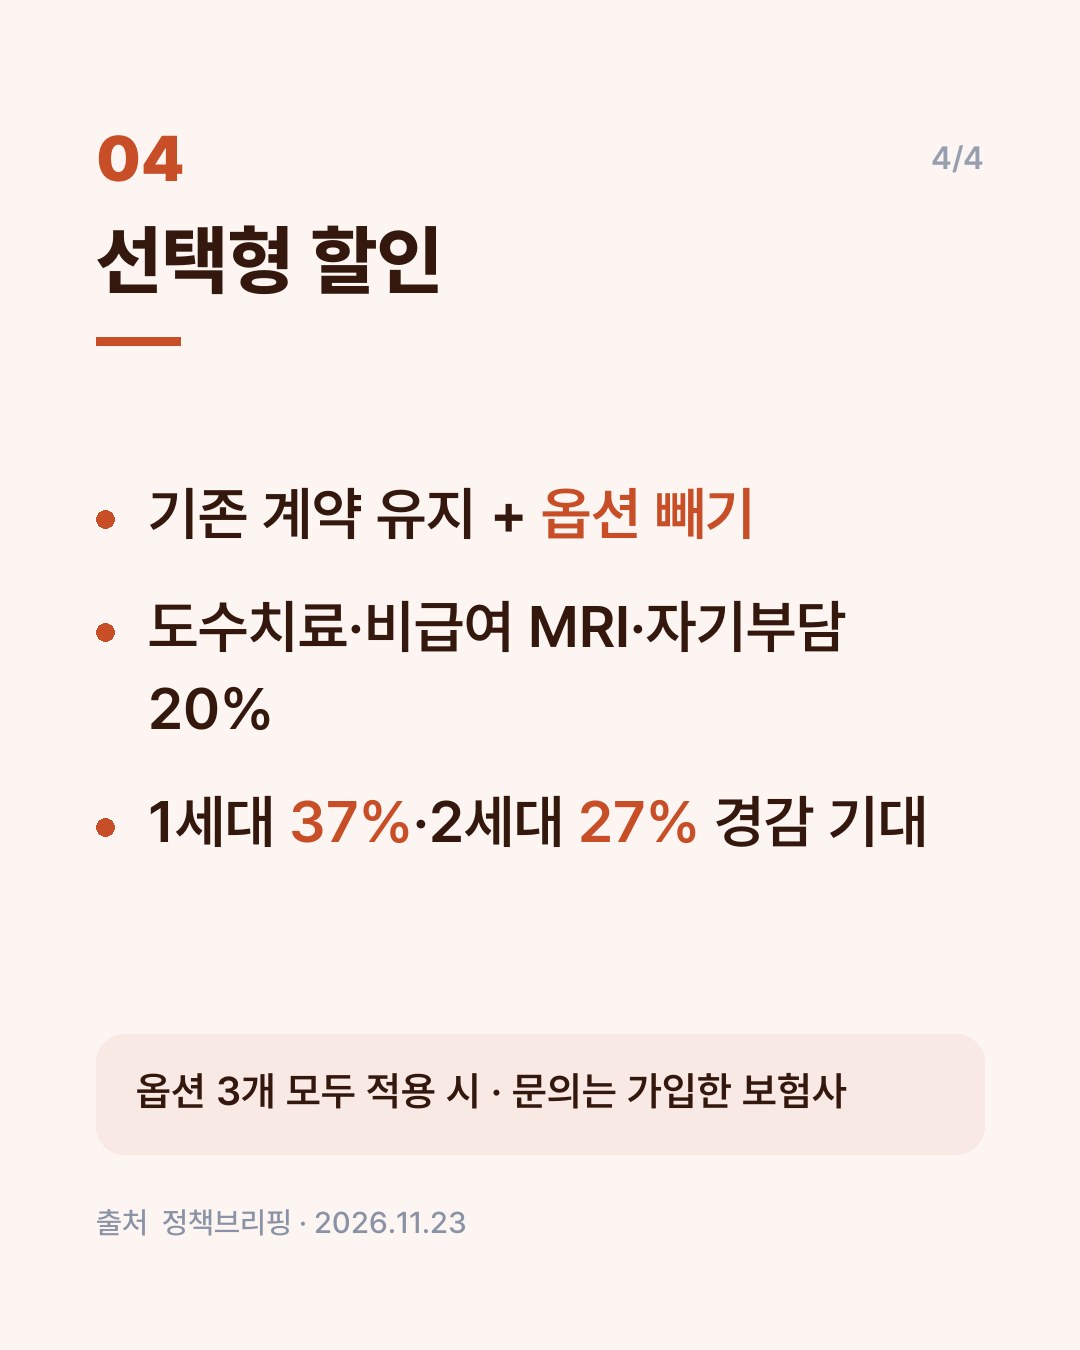 04
4/4
선택형 할인
기존 계약 유지 + 옵션 빼기
도수치료·비급여 MRI·자기부담
20%
1세대 37%·2세대 27% 경감 기대
옵션 3개 모두 적용 시 · 문의는 가입한 보험사
출처 정책브리핑 · 2026.11.23